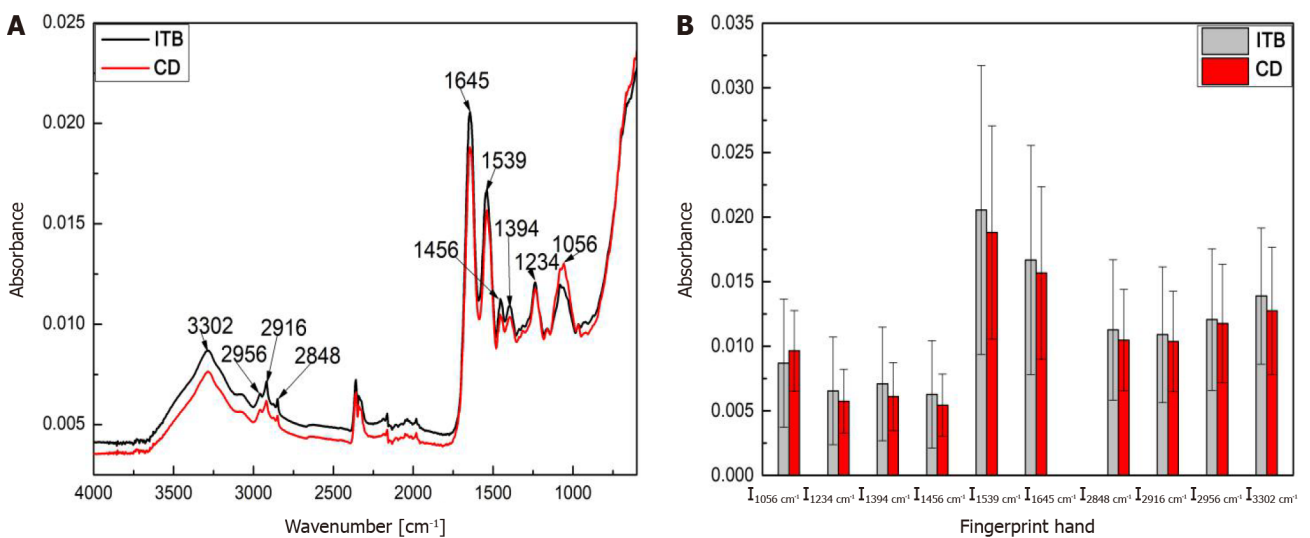 A
ITB
CD
0.025
0.020
0.015
0.010
0.005
Absorbance
1645
1539
1394
1456
1234
1056
3302
2916
2956
2848
4000 3500 3000 2500 2000 1500 1000
Wavenumber [cm-1]
B
ITB
CD
0.035
0.030
0.025
0.020
0.015
0.010
0.005
0.000
Absorbance
I1056 cm-1 I1234 cm-1 I1394 cm-1 I1456 cm-1 I1539 cm-1 I1645 cm-1 I2848 cm-1 I2916 cm-1 I2956 cm-1 I3302 cm-1
Fingerprint hand